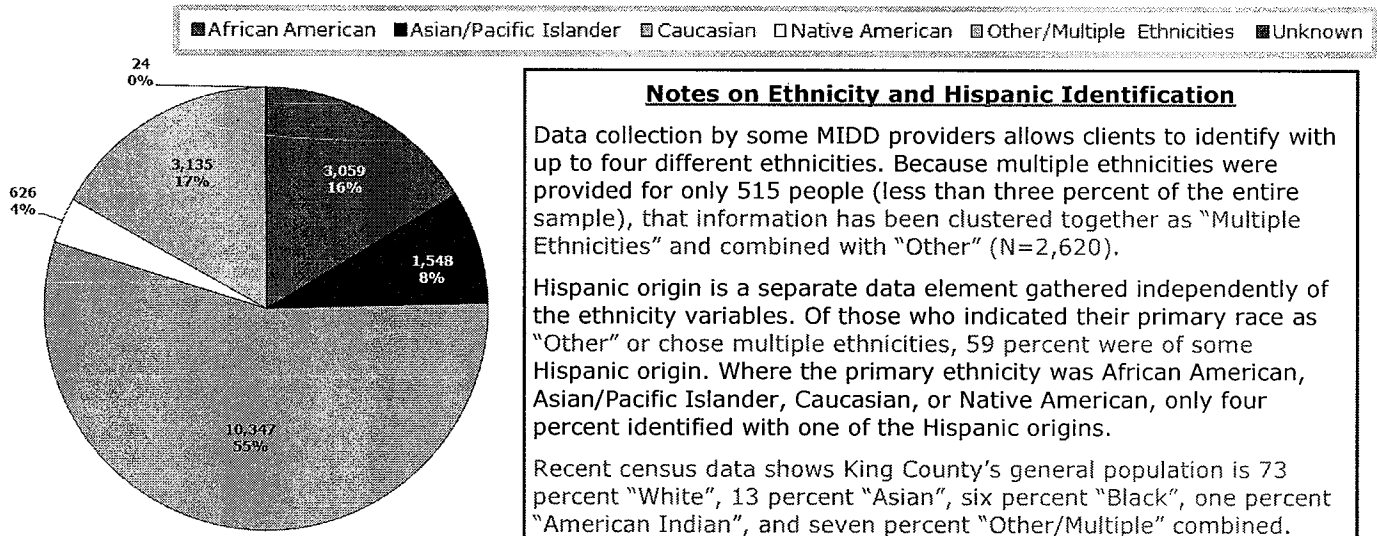 African American Asian/Pacific Islander Caucasian Native American Other/Multiple Ethnicities Unknown
24
0%
3,135
17%
3,059
16%
626
4%
1,548
8%
10,347
55%
Notes on Ethnicity and Hispanic Identification
Data collection by some MIDD providers allows clients to identify with
up to four different ethnicities. Because multiple ethnicities were
provided for only 515 people (less than three percent of the entire
sample), that information has been clustered together as "Multiple
Ethnicities" and combined with "Other" (N=2,620).
Hispanic origin is a separate data element gathered independently of
the ethnicity variables. Of those who indicated their primary race as
"Other" or chose multiple ethnicities, 59 percent were of some
Hispanic origin. Where the primary ethnicity was African American,
Asian/Pacific Islander, Caucasian, or Native American, only four
percent identified with one of the Hispanic origins.
Recent census data shows King County's general population is 73
percent "White", 13 percent "Asian", six percent "Black", one percent
"American Indian", and seven percent "Other/Multiple" combined.